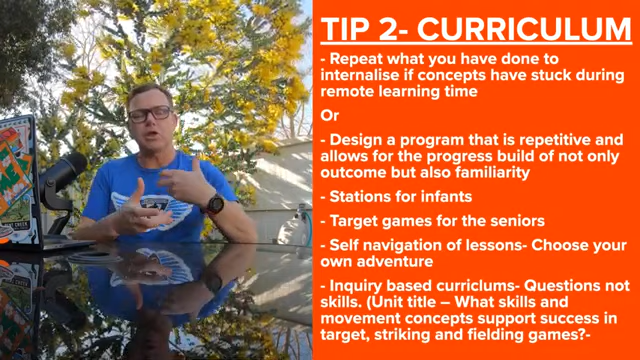 TIP 2- CURRICULUM
- Repeat what you have done to
internalise if concepts have stuck during
remote learning time
Or
- Design a program that is repetitive and
allows for the progress build of not only
outcome but also familiarity
- Stations for infants
- Target games for the seniors
- Self navigation of lessons- Choose your
own adventure
- Inquiry based curriclums- Questions not
skills. (Unit title – What skills and
movement concepts support success in
target, striking and fielding games?-